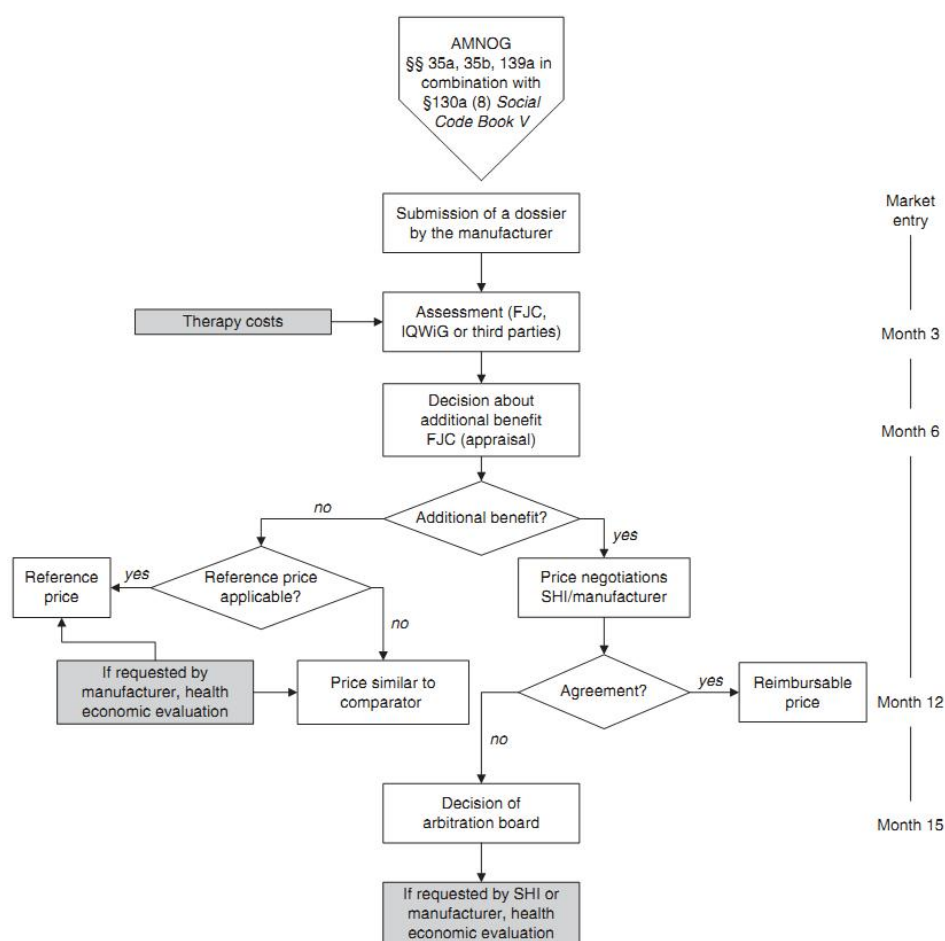 AMNOG
§§ 35a, 35b, 139a in
combination with
§130a (8) Social
Code Book V
Submission of a dossier
by the manufacturer
Market
entry
Therapy costs
Assessment (FJC,
IQWiG or third parties)
Month 3
Decision about
additional benefit
FJC (appraisal)
Month 6
no
Additional benefit?
yes
Reference
price
yes
Reference price
applicable?
no
Price negotiations
SHI/manufacturer
If requested by
manufacturer, health
economic evaluation
Price similar to
comparator
Agreement?
yes
Reimbursable
price
Month 12
no
Decision of
arbitration board
Month 15
If requested by SHI or
manufacturer, health
economic evaluation